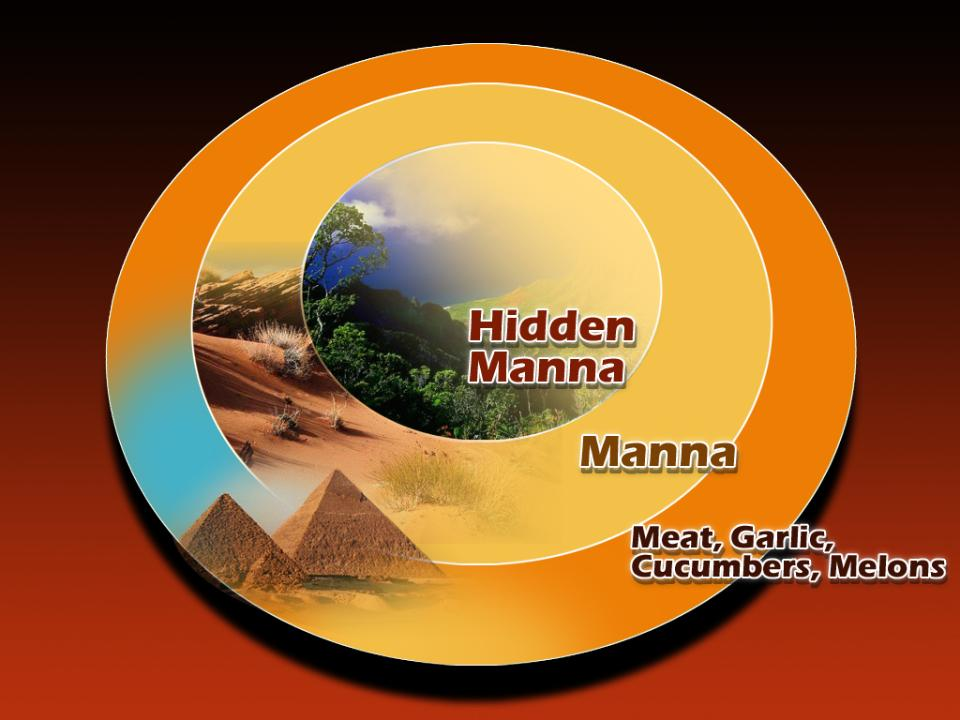 Hidden
Manna
Manna
Meat, Garlic,
Cucumbers, Melons